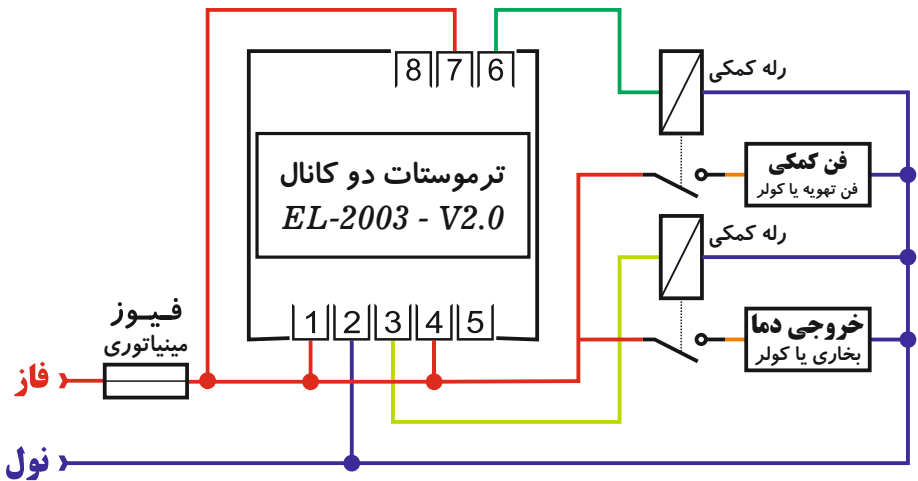 8 7 6
رله کمکی
ترموستات دو کانال
EL-2003 - V2.0
فن کمکی
فن تهویه یا کولر
رله کمکی
1 2 3 4 5
فیوز
مینیاتوری
خروجی دما
بخاری یا کولر
فاز
نول